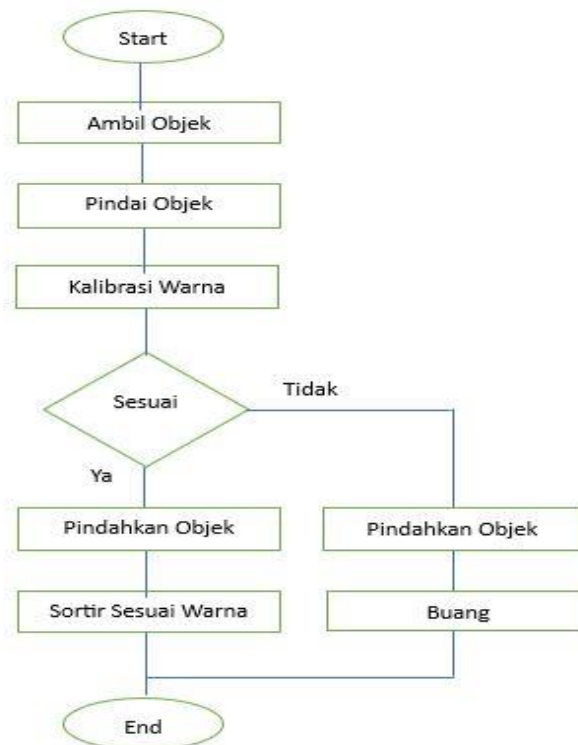 Start
Ambil Objek
Pindai Objek
Kalibrasi Warna
Sesuai
Tidak
Ya
Pindahkan Objek
Pindahkan Objek
Sortir Sesuai Warna
Buang
End